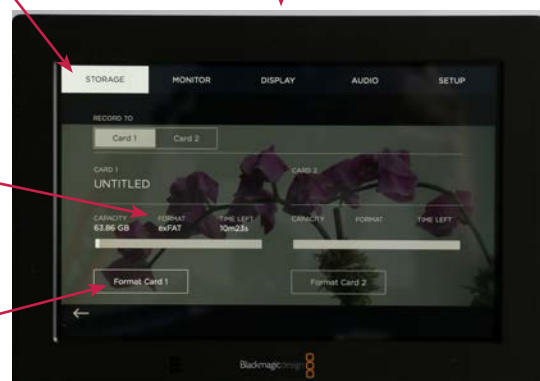 STORAGE MONITOR DISPLAY AUDIO SETUP
RECORD TO
Card 1 Card 2
CARD 1 CARD 2
UNTITLED
CAPACITY FORMAT TIME LEFT CAPACITY FORMAT TIME LEFT
63.86 GB exFAT 10m23s
Format Card 1 Format Card 2
Blackmagicdesign